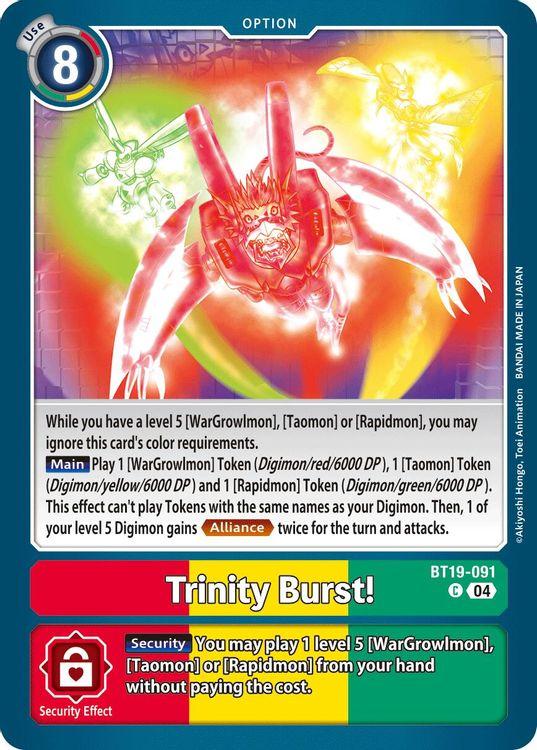 OPTION
Use
8
While you have a level 5 [WarGrowlmon], [Taomon] or [Rapidmon], you may
ignore this card's color requirements.
Main Play 1 [WarGrowlmon] Token (Digimon/red/6000 DP), 1 [Taomon] Token
(Digimon/yellow/6000 DP) and 1 [Rapidmon] Token (Digimon/green/6000 DP).
This effect can't play Tokens with the same names as your Digimon. Then, 1 of
your level 5 Digimon gains Alliance twice for the turn and attacks.
©Akiyoshi Hongo, Toei Animation BANDAI MADE IN JAPAN
BT19-091
Trinity Burst!
C 04
Security You may play 1 level 5 [WarGrowlmon],
[Taomon] or [Rapidmon] from your hand
without paying the cost.
Security Effect